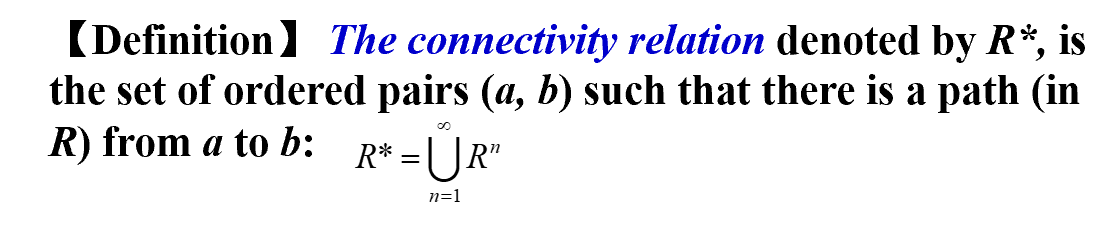 【Definition】 The connectivity relation denoted by R*, is
the set of ordered pairs (a, b) such that there is a path (in
R) from a to b: R* = ⋃_{n=1}^{∞} Rⁿ